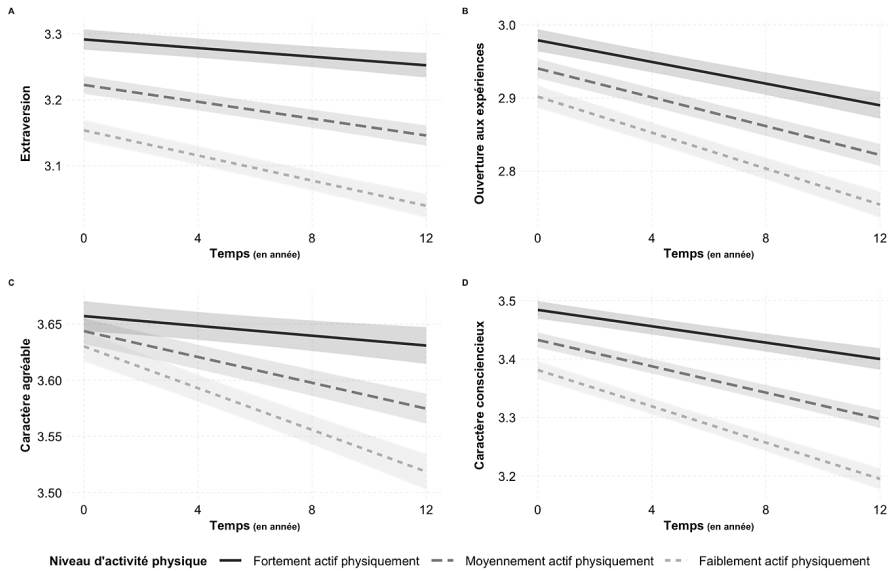 A
Extraversion
3.3
3.2
3.1
0 4 8 12
Temps (en année)
B
Ouverture aux expériences
3.0
2.9
2.8
0 4 8 12
Temps (en année)
C
Caractère agréable
3.65
3.60
3.55
3.50
0 4 8 12
Temps (en année)
D
Caractère consciencieux
3.5
3.4
3.3
3.2
0 4 8 12
Temps (en année)
Niveau d'activité physique Fortement actif physiquement Moyennement actif physiquement Faiblement actif physiquement